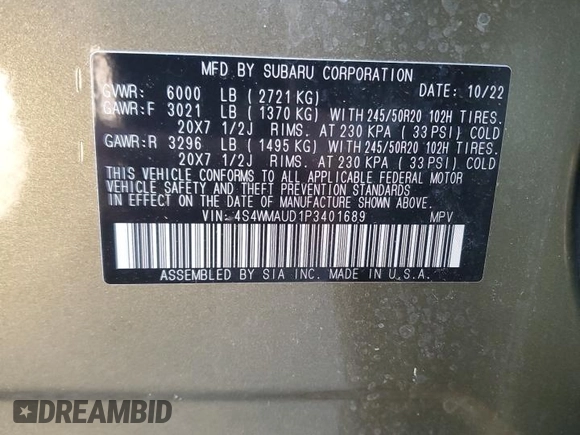 MFD BY SUBARU CORPORATION
GVWR: 6000 LB ( 2721 KG) DATE: 10/22
GAWR:F 3021 LB ( 1370 KG) WITH 245/50R20 102H TIRES.
20X7 1/2J RIMS. AT 230 KPA ( 33 PSI) COLD
GAWR:R 3296 LB ( 1495 KG) WITH 245/50R20 102H TIRES.
20X7 1/2J RIMS. AT 230 KPA ( 33 PSI) COLD
THIS VEHICLE CONFORMS TO ALL APPLICABLE FEDERAL MOTOR
VEHICLE SAFETY AND THEFT PREVENTION STANDARDS
IN EFFECT ON THE DATE OF MANUFACTURE SHOWN ABOVE.
VIN: 4S4WMAUD1P3401689 MPV
ASSEMBLED BY SIA INC. MADE IN U.S.A.
DREAMBID